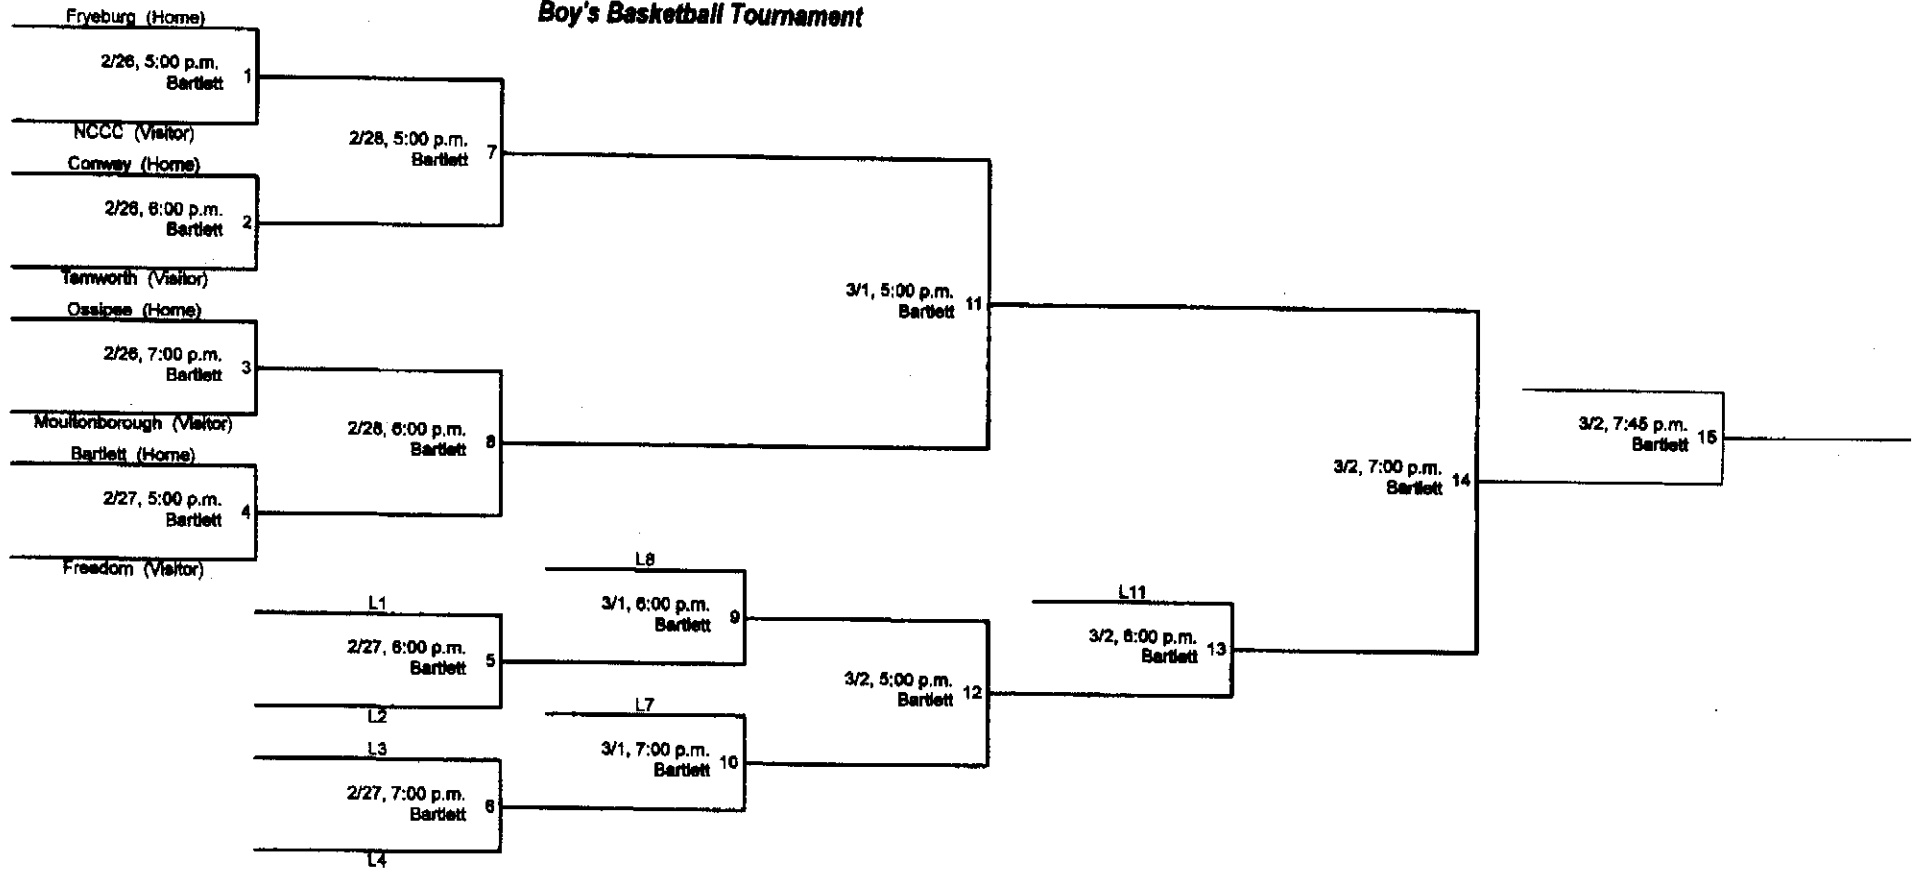 Boy's Basketball Tournament
Fryeburg (Home)
2/26, 5:00 p.m.
Bartlett 1
NCCC (Visitor)
Conway (Home)
2/26, 6:00 p.m.
Bartlett 2
Tamworth (Visitor)
Ossipee (Home)
2/26, 7:00 p.m.
Bartlett 3
Moultonborough (Visitor)
Bartlett (Home)
2/27, 5:00 p.m.
Bartlett 4
Freedom (Visitor)
L1
2/27, 6:00 p.m.
Bartlett 5
L2
L3
2/27, 7:00 p.m.
Bartlett 6
L4
2/28, 5:00 p.m.
Bartlett 7
2/28, 6:00 p.m.
Bartlett 8
L8
3/1, 6:00 p.m.
Bartlett 9
L7
3/1, 7:00 p.m.
Bartlett 10
3/1, 5:00 p.m.
Bartlett 11
3/2, 5:00 p.m.
Bartlett 12
L11
3/2, 6:00 p.m.
Bartlett 13
3/2, 7:00 p.m.
Bartlett 14
3/2, 7:45 p.m.
Bartlett 15